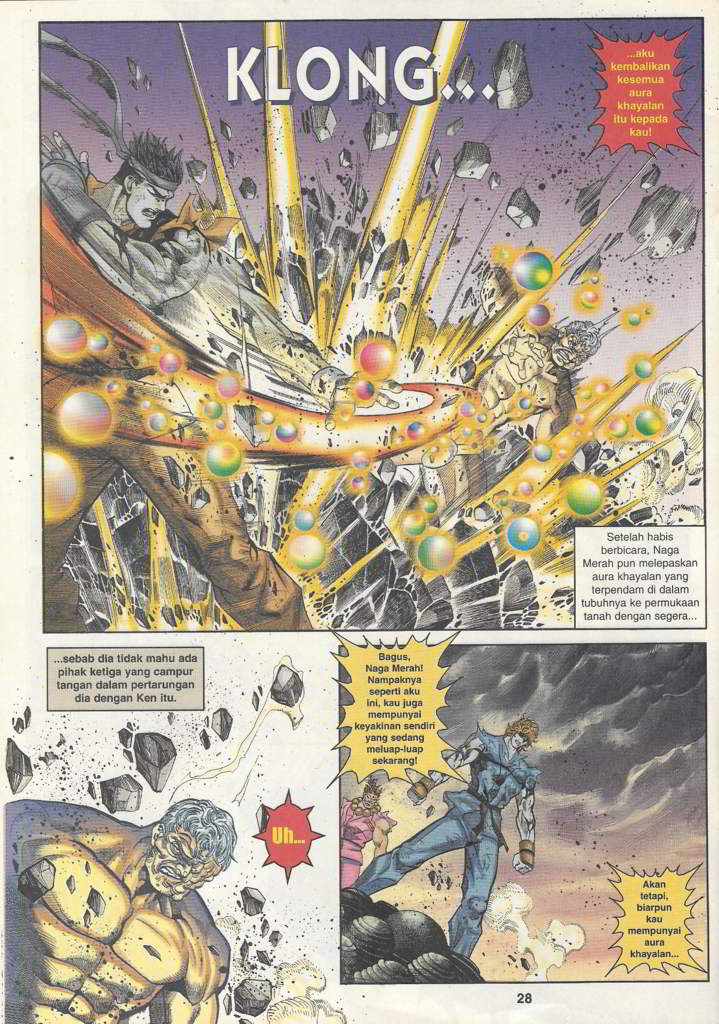 KLONG...
...aku
kembalikan
kesemua
aura
khayalan
itu kepada
kau!
Setelah habis
berbicara, Naga
Merah pun melepaskan
aura khayalan yang
terpendam di dalam
tubuhnya ke permukaan
tanah dengan segera...
...sebab dia tidak mahu ada
pihak ketiga yang campur
tangan dalam pertarungan
dia dengan Ken itu.
Uh...
Bagus,
Naga Merah!
Nampaknya
seperti aku
ini, kau juga
mempunyai
keyakinan sendiri
yang sedang
meluap-luap
sekarang!
Akan
tetapi,
biarpun
kau
mempunyai
aura
khayalan...
28